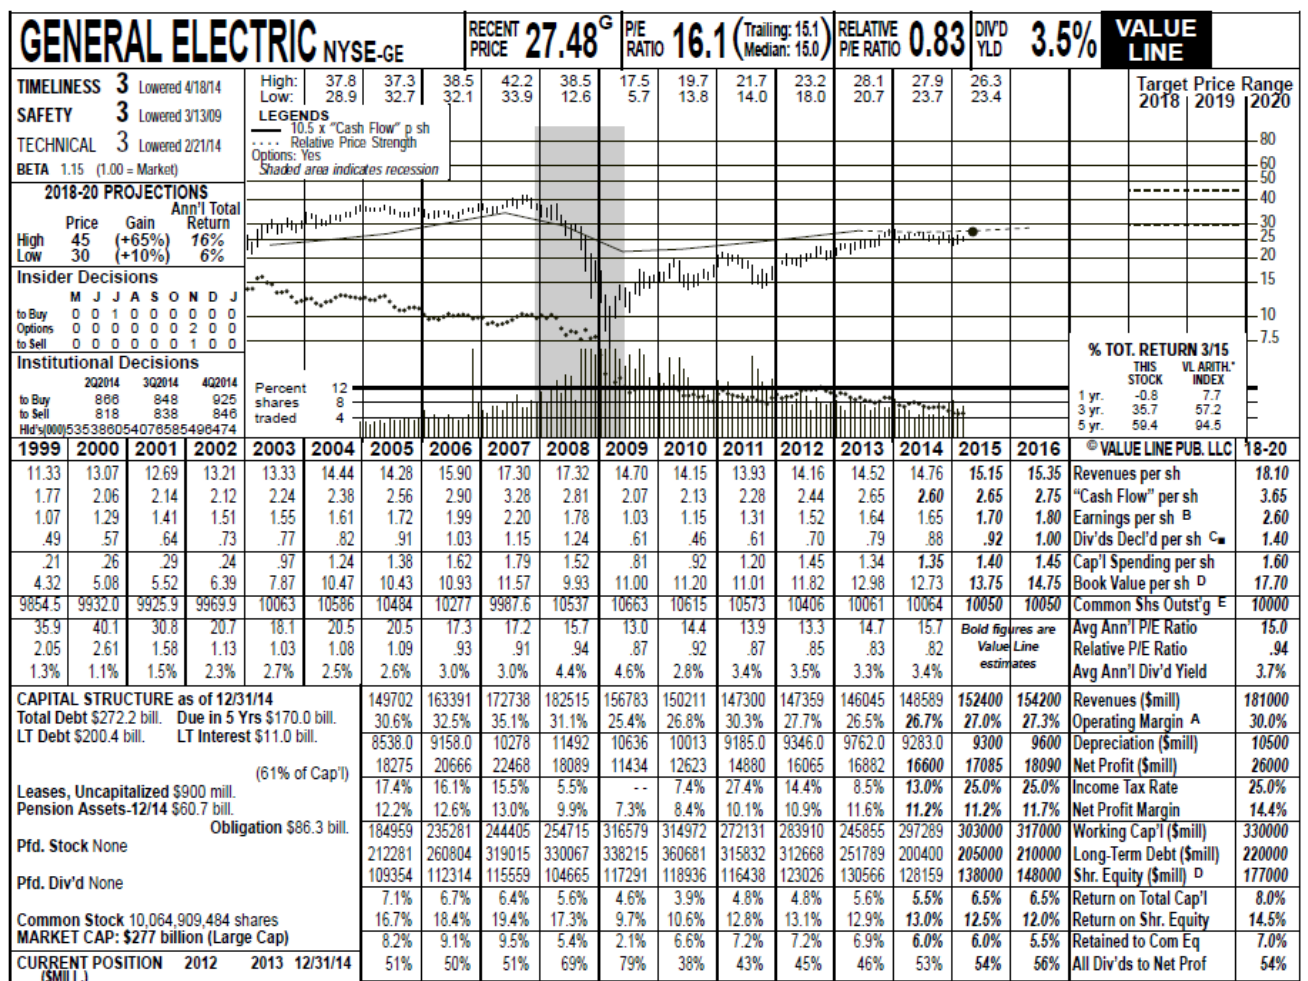 GENERAL ELECTRIC NYSE-GE RECENT PRICE 27.48 G P/E RATIO 16.1 (Trailing: 15.1 Median: 15.0) RELATIVE P/E RATIO 0.83 DIV'D YLD 3.5% VALUE LINE
TIMELINESS 3 Lowered 4/18/14
SAFETY 3 Lowered 3/13/09
TECHNICAL 3 Lowered 2/21/14
BETA 1.15 (1.00 = Market)
High: 37.8 37.3 38.5 42.2 38.5 17.5 19.7 21.7 23.2 28.1 27.9 26.3
Low: 28.9 32.7 32.1 33.9 12.6 5.7 13.8 14.0 18.0 20.7 23.7 23.4
Target Price Range
2018 2019 2020
LEGENDS
10.5 x "Cash Flow" p sh
Relative Price Strength
Options: Yes
Shaded area indicates recession
80
60
50
40
30
25
20
15
10
7.5
2018-20 PROJECTIONS
Ann'l Total
Price Gain Return
High 45 (+65%) 16%
Low 30 (+10%) 6%
Insider Decisions
M J J A S O N D J
to Buy 0 0 1 0 0 0 0 0 0
Options 0 0 0 0 0 0 2 0 0
to Sell 0 0 0 0 0 0 1 0 0
Institutional Decisions
2Q2014 3Q2014 4Q2014
to Buy 866 848 925
to Sell 818 838 846
Hld's(000) 5353860 5407658 5496474
Percent 12
shares 8
traded 4
% TOT. RETURN 3/15
THIS STOCK VL ARITH.* INDEX
1 yr. -0.8 7.7
3 yr. 35.7 57.2
5 yr. 59.4 94.5
1999 2000 2001 2002 2003 2004 2005 2006 2007 2008 2009 2010 2011 2012 2013 2014 2015 2016 © VALUE LINE PUB. LLC 18-20
11.33 13.07 12.69 13.21 13.33 14.44 14.28 15.90 17.30 17.32 14.70 14.15 13.93 14.16 14.52 14.76 15.15 15.35 Revenues per sh 18.10
1.77 2.06 2.14 2.12 2.24 2.38 2.56 2.90 3.28 2.81 2.07 2.13 2.28 2.44 2.65 2.60 2.65 2.75 "Cash Flow" per sh 3.65
1.07 1.29 1.41 1.51 1.55 1.61 1.72 1.99 2.20 1.78 1.03 1.15 1.31 1.52 1.64 1.65 1.70 1.80 Earnings per sh B 2.60
.49 .57 .64 .73 .77 .82 .91 1.03 1.15 1.24 .61 .46 .61 .70 .79 .88 .92 1.00 Div'ds Decl'd per sh C■ 1.40
.21 .26 .29 .24 .97 1.24 1.38 1.62 1.79 1.52 .81 .92 1.20 1.45 1.34 1.35 1.40 1.45 Cap'l Spending per sh 1.60
4.32 5.08 5.52 6.39 7.87 10.47 10.43 10.93 11.57 9.93 11.00 11.20 11.01 11.82 12.98 12.73 13.75 14.75 Book Value per sh D 17.70
9854.5 9932.0 9925.9 9969.9 10063 10586 10484 10277 9987.6 10537 10663 10615 10573 10406 10061 10064 10050 10050 Common Shs Outst'g E 10000
35.9 40.1 30.8 20.7 18.1 20.5 20.5 17.3 17.2 15.7 13.0 14.4 13.9 13.3 14.7 15.7 Bold figures are Avg Ann'l P/E Ratio 15.0
2.05 2.61 1.58 1.13 1.03 1.08 1.09 .93 .91 .94 .87 .92 .87 .85 .83 .82 Value Line Relative P/E Ratio .94
1.3% 1.1% 1.5% 2.3% 2.7% 2.5% 2.6% 3.0% 3.0% 4.4% 4.6% 2.8% 3.4% 3.5% 3.3% 3.4% estimates Avg Ann'l Div'd Yield 3.7%
CAPITAL STRUCTURE as of 12/31/14
Total Debt $272.2 bill. Due in 5 Yrs $170.0 bill.
LT Debt $200.4 bill. LT Interest $11.0 bill.
(61% of Cap'l)
Leases, Uncapitalized $900 mill.
Pension Assets-12/14 $60.7 bill.
Obligation $86.3 bill.
Pfd. Stock None
Pfd. Div'd None
Common Stock 10,064,909,484 shares
MARKET CAP: $277 billion (Large Cap)
CURRENT POSITION 2012 2013 12/31/14
($MILL.)
149702 163391 172738 182515 156783 150211 147300 147359 146045 148589 152400 154200 Revenues ($mill) 181000
30.6% 32.5% 35.1% 31.1% 25.4% 26.8% 30.3% 27.7% 26.5% 26.7% 27.0% 27.3% Operating Margin A 30.0%
8538.0 9158.0 10278 11492 10636 10013 9185.0 9346.0 9762.0 9283.0 9300 9600 Depreciation ($mill) 10500
18275 20666 22468 18089 11434 12623 14880 16065 16882 16600 17085 18090 Net Profit ($mill) 26000
17.4% 16.1% 15.5% 5.5% -- 7.4% 27.4% 14.4% 8.5% 13.0% 25.0% 25.0% Income Tax Rate 25.0%
12.2% 12.6% 13.0% 9.9% 7.3% 8.4% 10.1% 10.9% 11.6% 11.2% 11.2% 11.7% Net Profit Margin 14.4%
184959 235281 244405 254715 316579 314972 272131 283910 245855 297289 303000 317000 Working Cap'l ($mill) 330000
212281 260804 319015 330067 338215 360681 315832 312668 251789 200400 205000 210000 Long-Term Debt ($mill) 220000
109354 112314 115559 104665 117291 118936 116438 123026 130566 128159 138000 148000 Shr. Equity ($mill) D 177000
7.1% 6.7% 6.4% 5.6% 4.6% 3.9% 4.8% 4.8% 5.6% 5.5% 6.5% 6.5% Return on Total Cap'l 8.0%
16.7% 18.4% 19.4% 17.3% 9.7% 10.6% 12.8% 13.1% 12.9% 13.0% 12.5% 12.0% Return on Shr. Equity 14.5%
8.2% 9.1% 9.5% 5.4% 2.1% 6.6% 7.2% 7.2% 6.9% 6.0% 6.0% 5.5% Retained to Com Eq 7.0%
51% 50% 51% 69% 79% 38% 43% 45% 46% 53% 54% 56% All Div'ds to Net Prof 54%